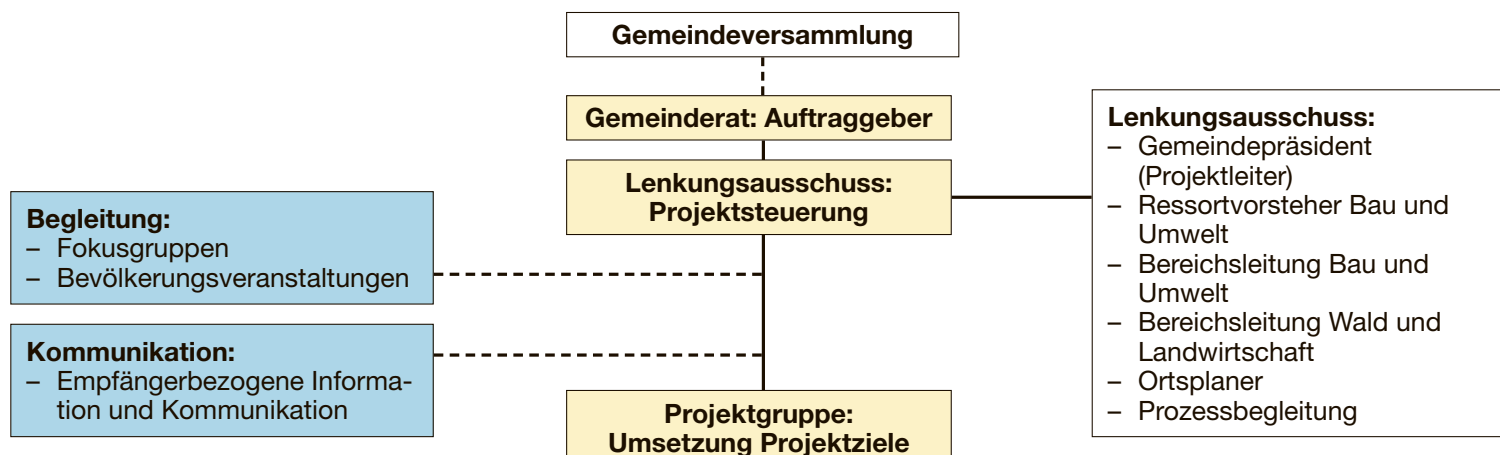 Gemeindeversammlung
Gemeinderat: Auftraggeber
Lenkungsausschuss:
Projektsteuerung
Begleitung:
– Fokusgruppen
– Bevölkerungsveranstaltungen
Kommunikation:
– Empfängerbezogene Informa-
tion und Kommunikation
Projektgruppe:
Umsetzung Projektziele
Lenkungsausschuss:
– Gemeindepräsident
(Projektleiter)
– Ressortvorsteher Bau und
Umwelt
– Bereichsleitung Bau und
Umwelt
– Bereichsleitung Wald und
Landwirtschaft
– Ortsplaner
– Prozessbegleitung